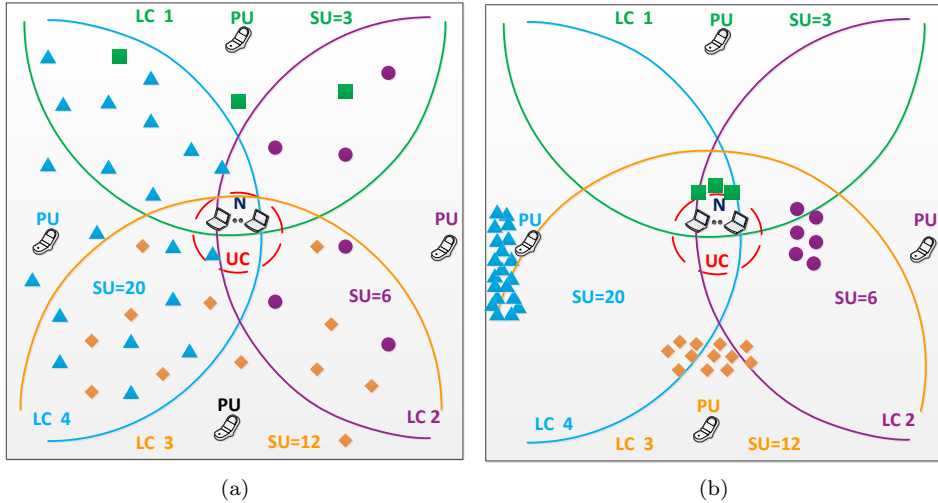 LC 1 PU SU=3
N
PU PU
UC
SU=20 SU=6
PU
LC 4 LC 2
LC 3 SU=12
(a)
LC 1 PU SU=3
N
PU PU
UC
SU=20 SU=6
PU
LC 4 LC 2
LC 3 SU=12
(b)